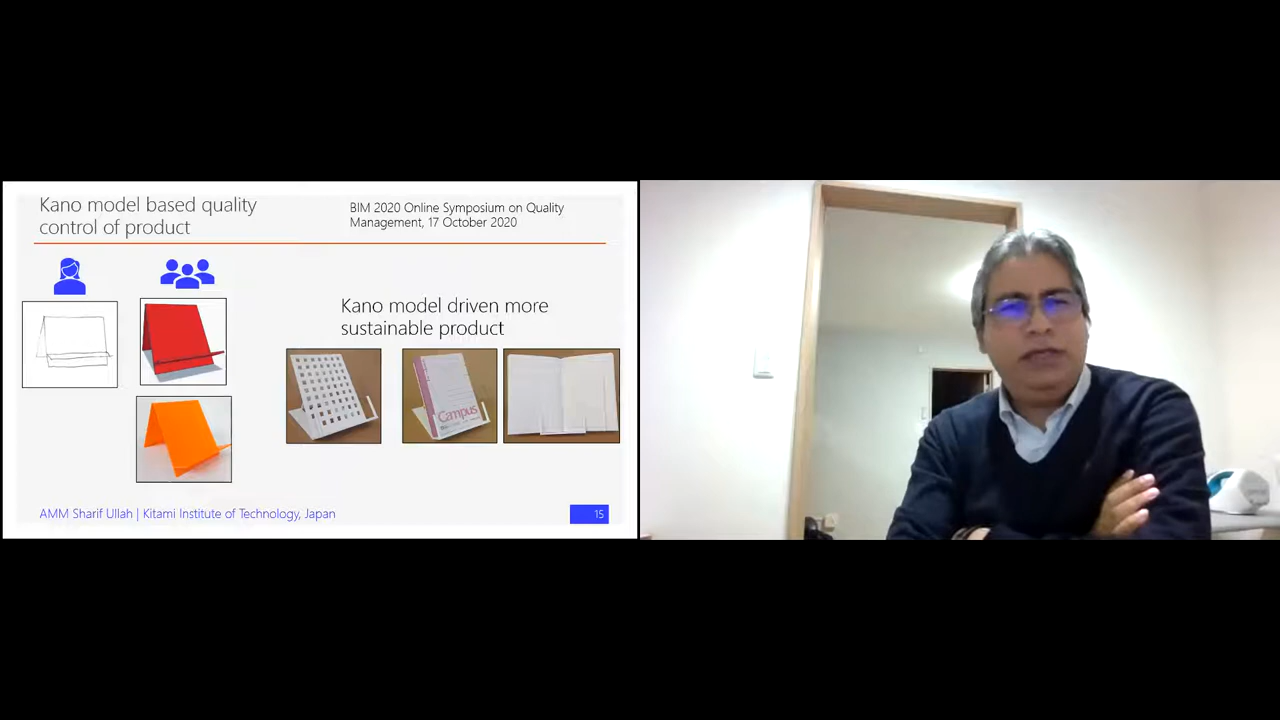 Kano model based quality
control of product
BIM 2020 Online Symposium on Quality
Management, 17 October 2020
Kano model driven more
sustainable product
Campus
AMM Sharif Ullah | Kitami Institute of Technology, Japan
15